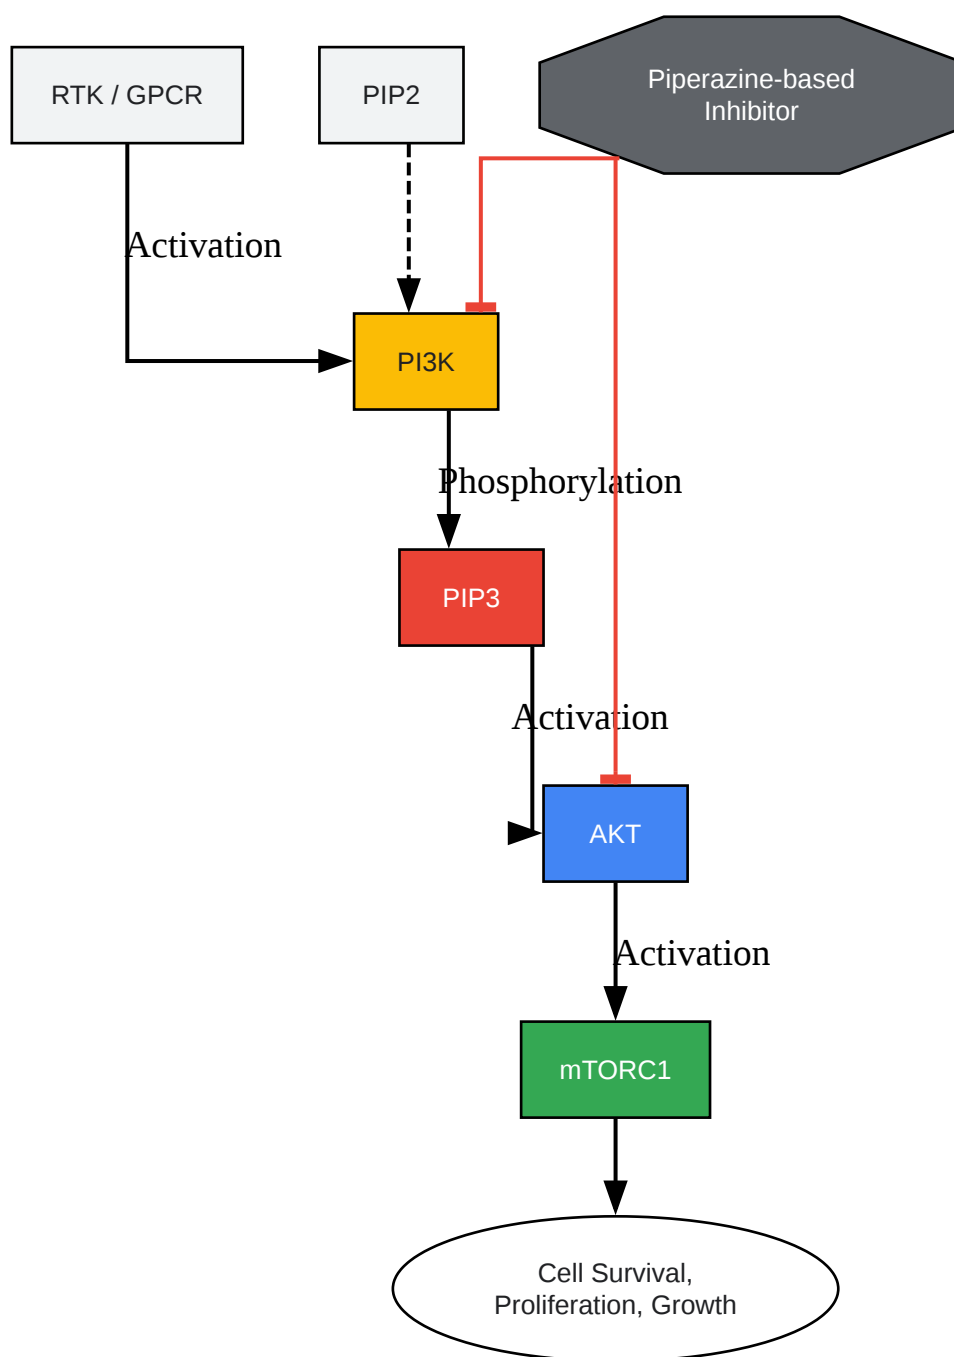 RTK / GPCR
PIP2
Piperazine-based
Inhibitor
Activation
PI3K
Phosphorylation
PIP3
Activation
AKT
Activation
mTORC1
Cell Survival,
Proliferation, Growth